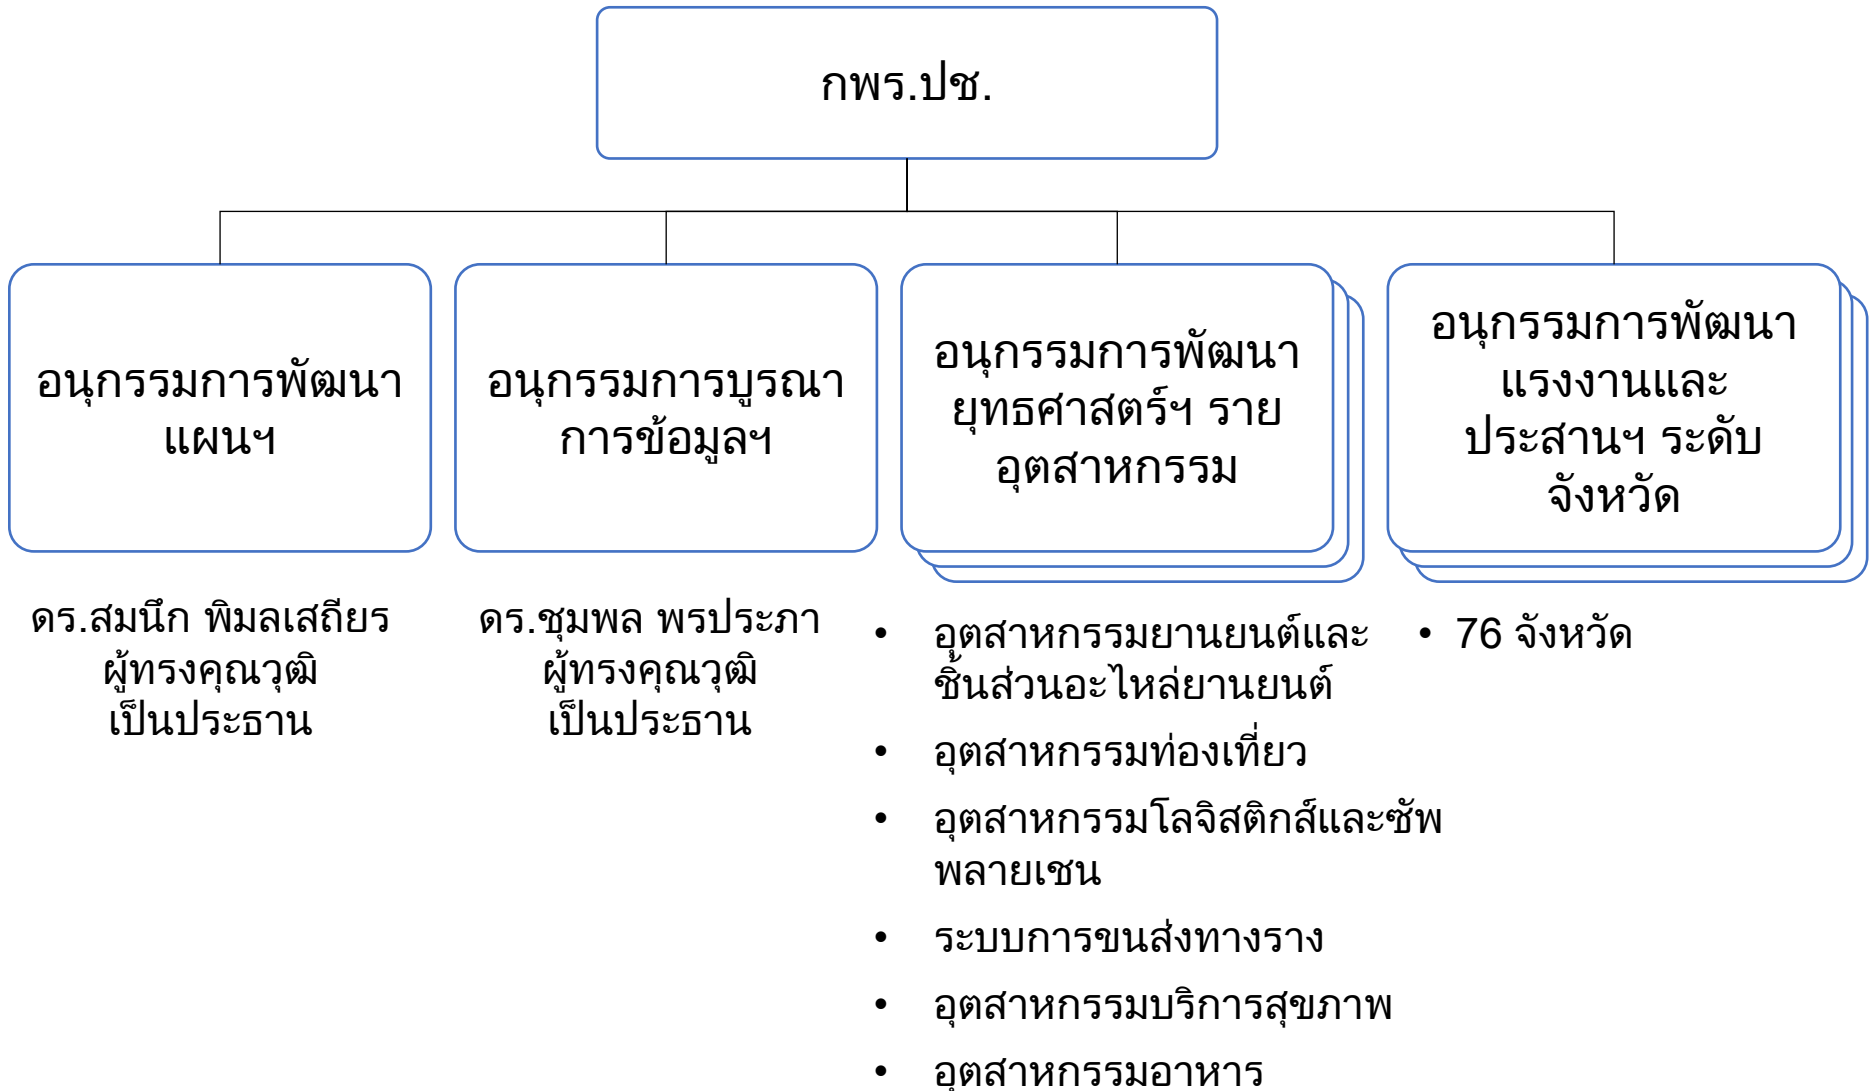 กพร.ปช.
อนุกรรมการพัฒนา
แผนฯ
อนุกรรมการบูรณา
การข้อมูลฯ
อนุกรรมการพัฒนา
ยุทธศาสตร์ฯ ราย
อุตสาหกรรม
อนุกรรมการพัฒนา
แรงงานและ
ประสานฯ ระดับ
จังหวัด
ดร.สมนึก พิมลเสถียร
ผู้ทรงคุณวุฒิ
เป็นประธาน
ดร.ชุมพล พรประภา
ผู้ทรงคุณวุฒิ
เป็นประธาน
• อุตสาหกรรมยานยนต์และ
ชิ้นส่วนอะไหล่ยานยนต์
• อุตสาหกรรมท่องเที่ยว
• อุตสาหกรรมโลจิสติกส์และซัพ
พลายเชน
• ระบบการขนส่งทางราง
• อุตสาหกรรมบริการสุขภาพ
• อุตสาหกรรมอาหาร
• 76 จังหวัด